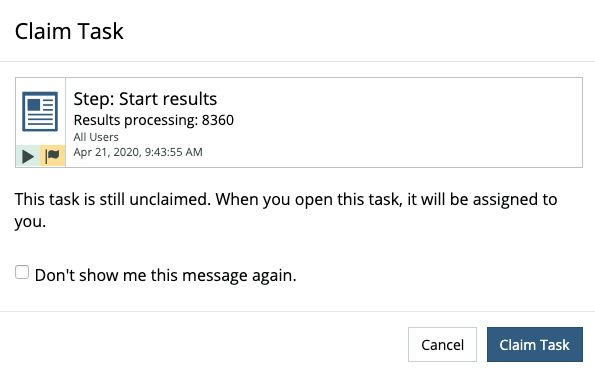 Claim Task
Step: Start results
Results processing: 8360
All Users
Apr 21, 2020, 9:43:55 AM
This task is still unclaimed. When you open this task, it will be assigned to
you.
Don't show me this message again.
Cancel
Claim Task